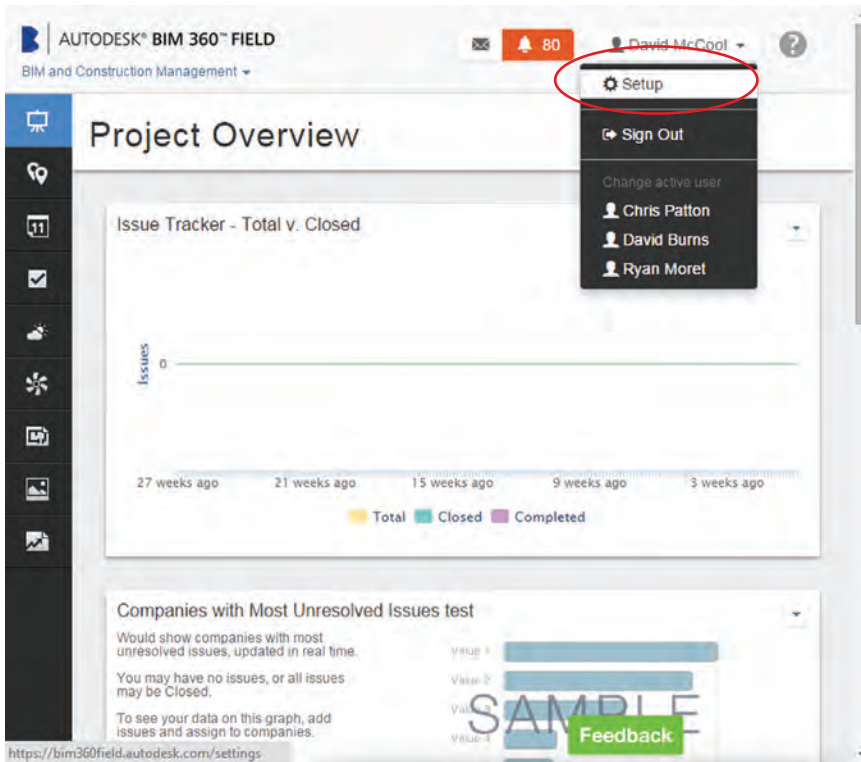 AUTODESK® BIM 360™ FIELD
80
David McCool
BIM and Construction Management
Setup
Sign Out
Change active user
Chris Patton
David Burns
Ryan Moret
Project Overview
11
Issue Tracker - Total v. Closed
Issues
0
27 weeks ago 21 weeks ago 15 weeks ago 9 weeks ago 3 weeks ago
Total Closed Completed
Companies with Most Unresolved Issues test
Would show companies with most
unresolved issues, updated in real time.
You may have no issues, or all issues
may be Closed.
To see your data on this graph, add
issues and assign to companies.
Value 1
Value 2
Value 3
Value 4
SAMPLE
Feedback
https://bim360field.autodesk.com/settings